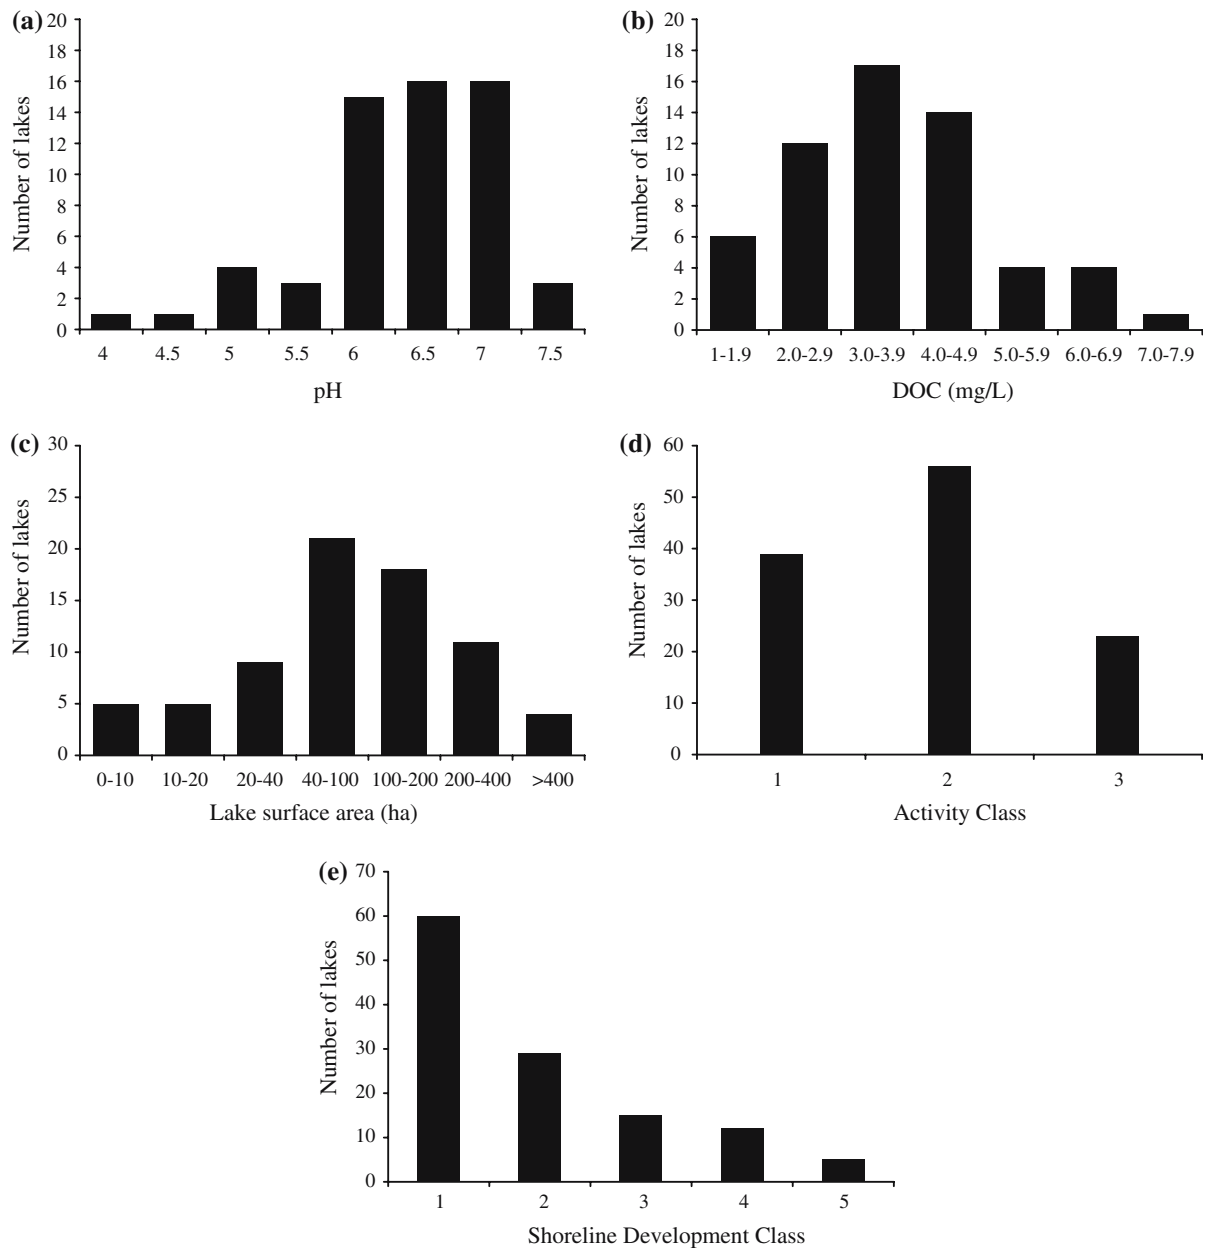 (a)
20
18
16
14
12
10
8
6
4
2
0
Number of lakes
4 4.5 5 5.5 6 6.5 7 7.5
pH
(b)
20
18
16
14
12
10
8
6
4
2
0
Number of lakes
1-1.9 2.0-2.9 3.0-3.9 4.0-4.9 5.0-5.9 6.0-6.9 7.0-7.9
DOC (mg/L)
(c)
30
25
20
15
10
5
0
Number of lakes
0-10 10-20 20-40 40-100 100-200 200-400 >400
Lake surface area (ha)
(d)
60
50
40
30
20
10
0
Number of lakes
1 2 3
Activity Class
(e)
70
60
50
40
30
20
10
0
Number of lakes
1 2 3 4 5
Shoreline Development Class